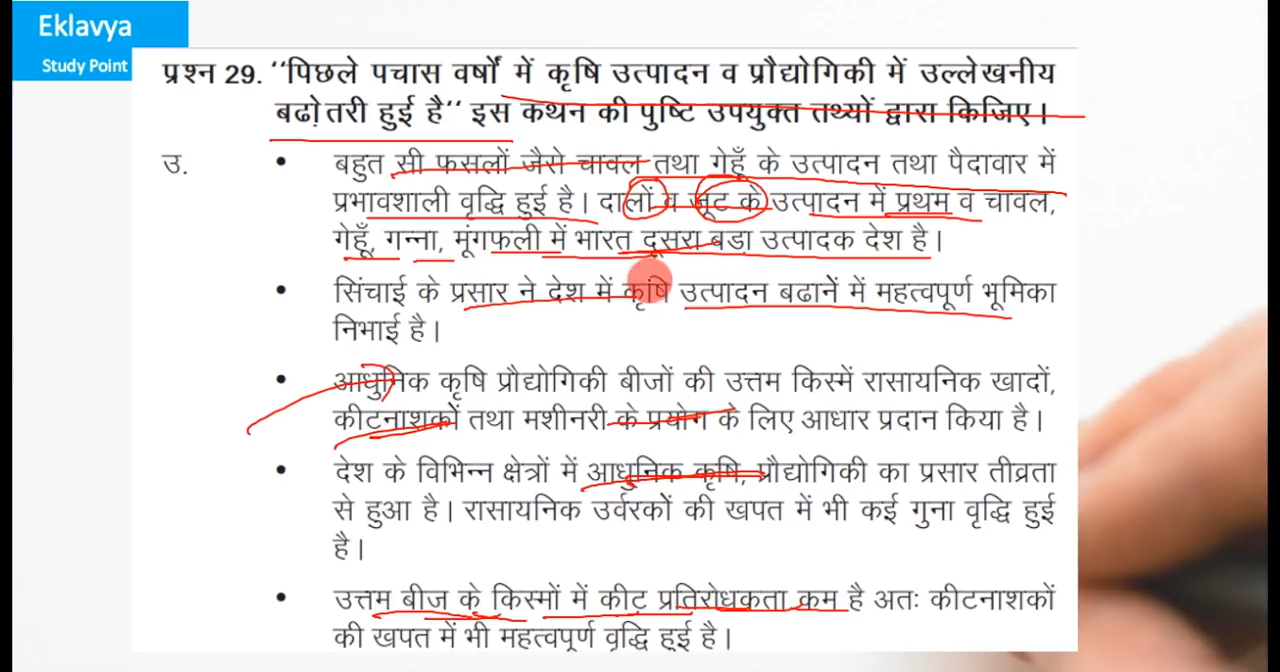 Eklavya
Study Point
प्रश्न 29. "पिछले पचास वर्षों में कृषि उत्पादन व प्रौद्योगिकी में उल्लेखनीय
बढा़ेतरी हुई है" इस कथन की पुष्टि उपयुक्त तथ्यों द्वारा किजिए।
उ. • बहुत सी फसलों जैसे चावल तथा गेहूँ के उत्पादन तथा पैदावार में
प्रभावशाली वृद्धि हुई है। दालों व जूट के उत्पादन में प्रथम व चावल,
गेहूँ, गन्ना, मूंगफली में भारत दूसरा बडा़ उत्पादक देश है।
• सिंचाई के प्रसार ने देश में कृषि उत्पादन बढानें में महत्वपूर्ण भूमिका
निभाई है।
• आधुनिक कृषि प्रौद्योगिकी बीजों की उत्तम किस्में रासायनिक खादों,
कीटनाशकों तथा मशीनरी के प्रयोग के लिए आधार प्रदान किया है।
• देश के विभिन्न क्षेत्रों में आधुनिक कृषि, प्रौद्योगिकी का प्रसार तीव्रता
से हुआ है। रासायनिक उर्वरकों की खपत में भी कई गुना वृद्धि हुई
है।
• उत्तम बीज के किस्मों में कीट प्रतिरोधकता कम है अतः कीटनाशकों
की खपत में भी महत्वपूर्ण वृद्धि हुई है।